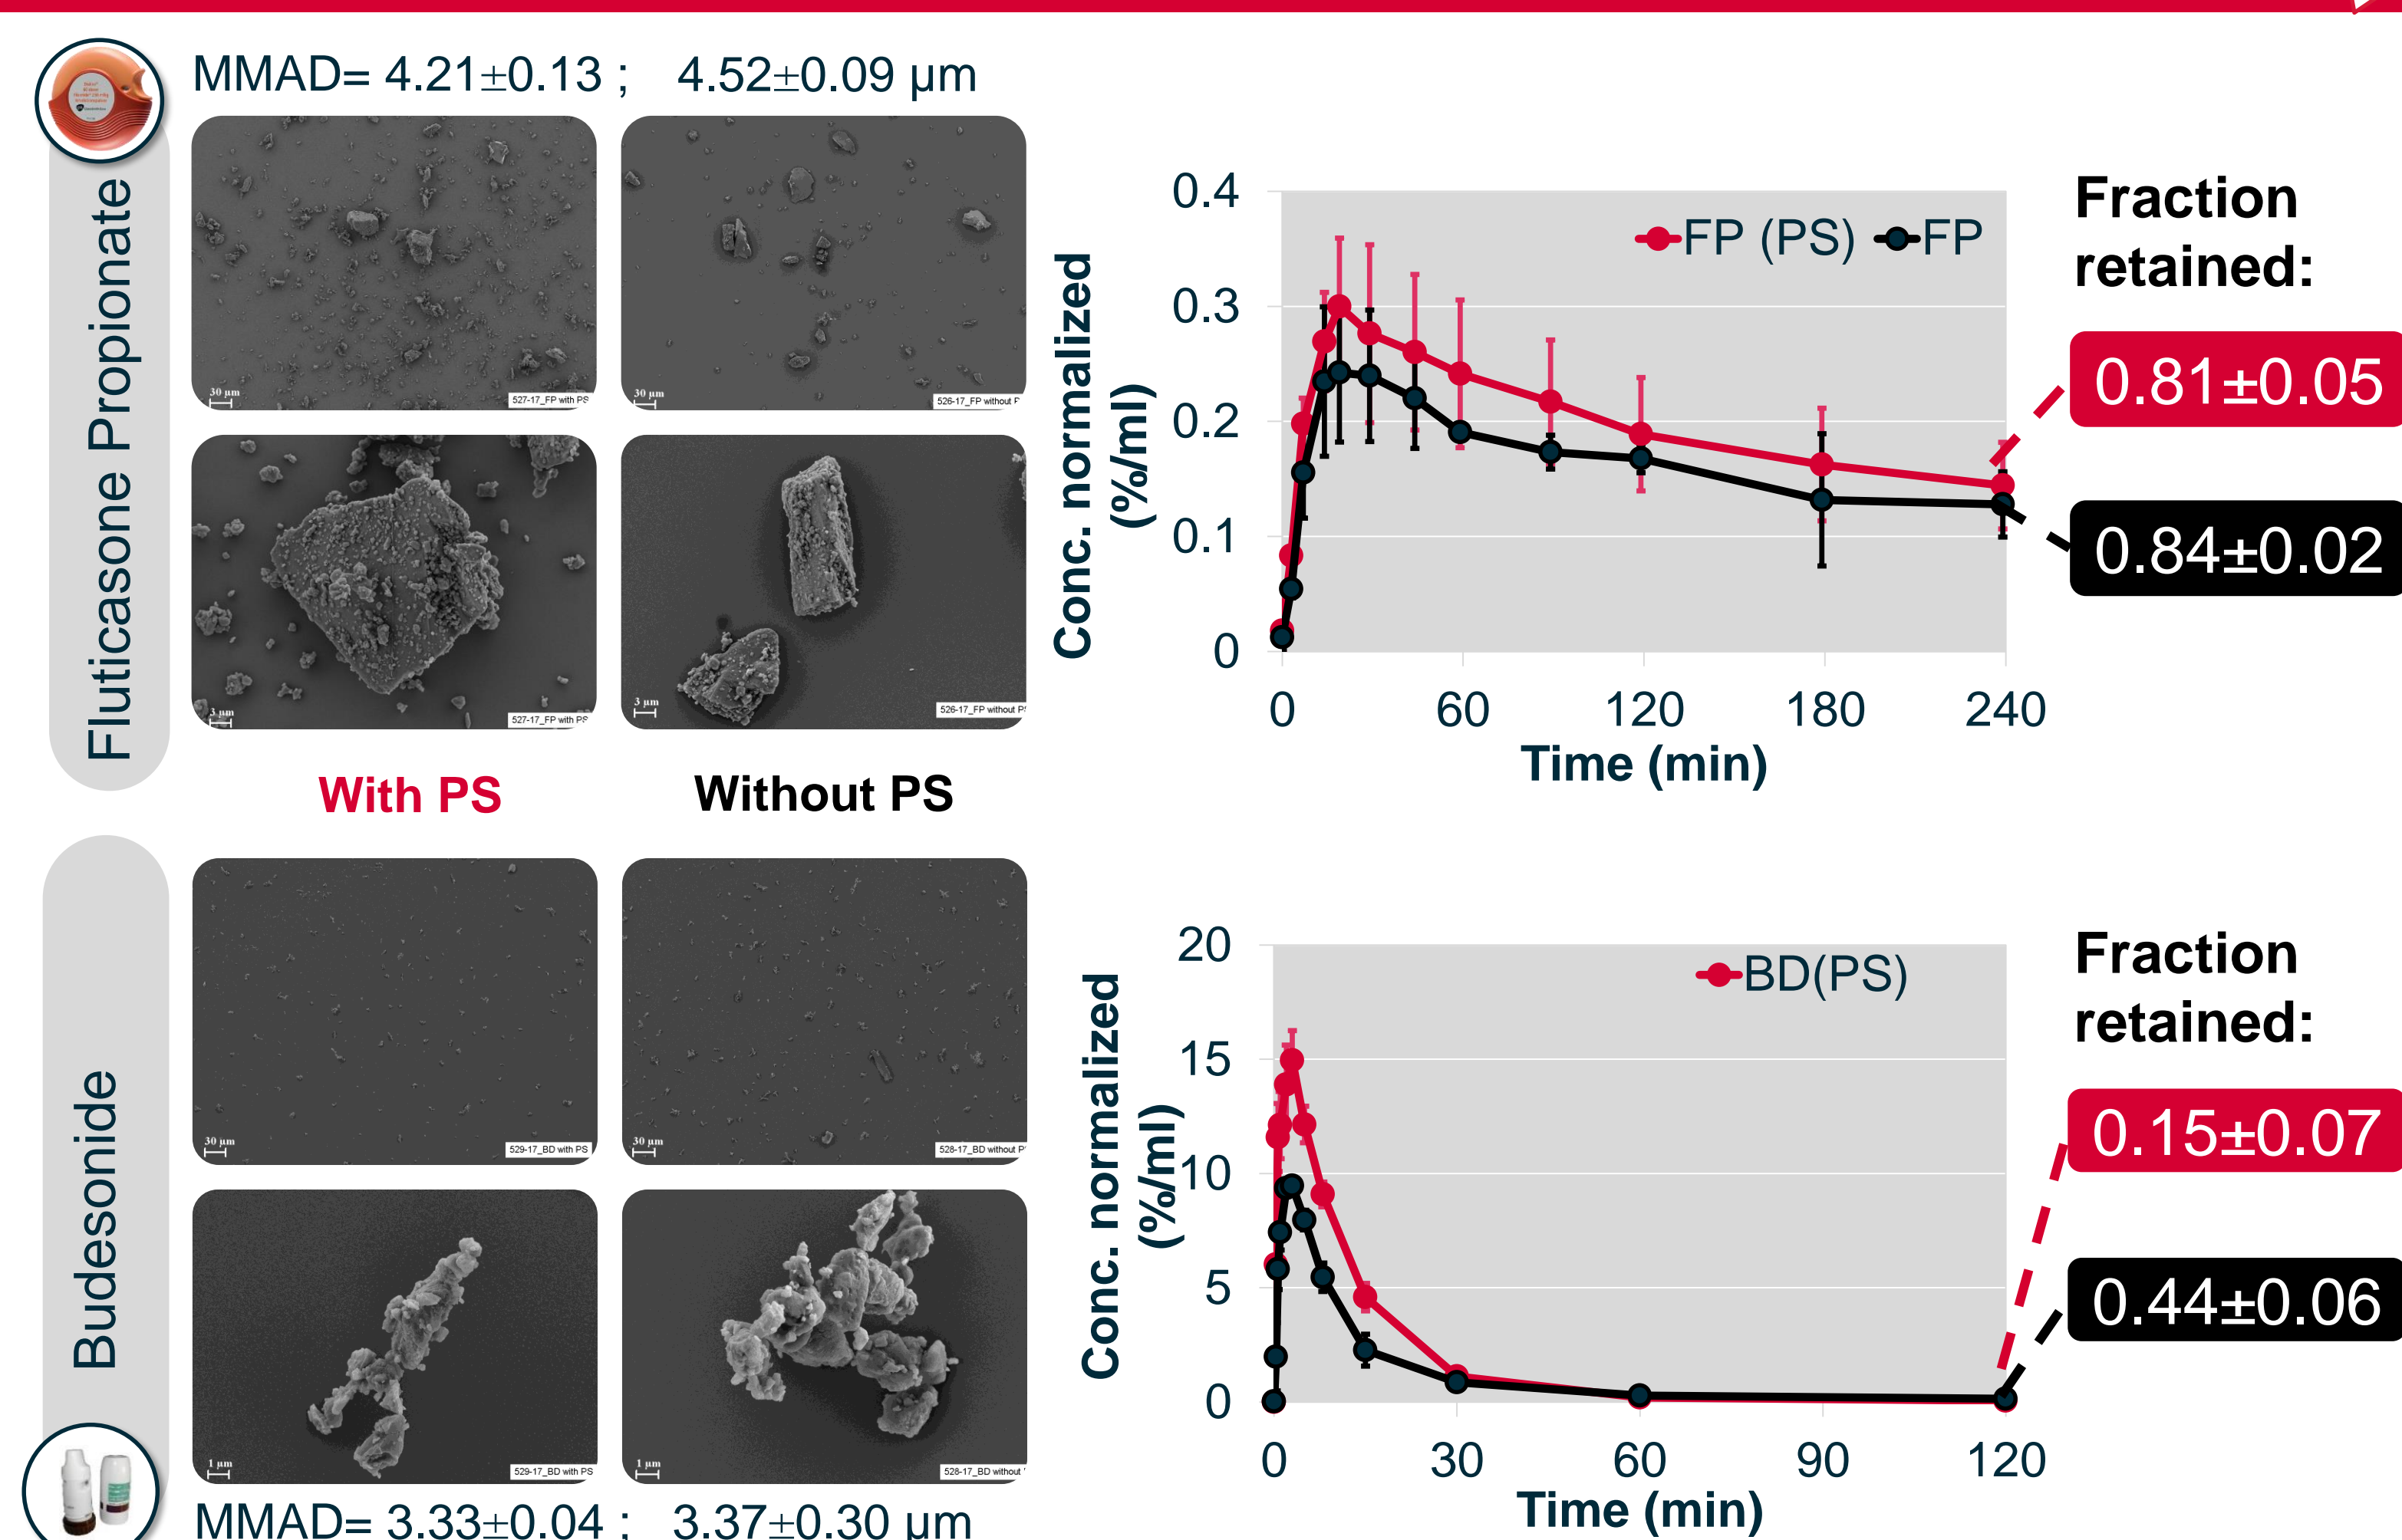 MMAD= 4.21±0.13 ; 4.52±0.09 µm
Fluticasone Propionate
30 µm
527-17_FP with PS
30 µm
526-17_FP without P
3 µm
527-17_FP with PS
3 µm
526-17_FP without PS
Conc. normalized
(%/ml)
0.4
0.3
0.2
0.1
0
FP (PS)
FP
0 60 120 180 240
Time (min)
Fraction
retained:
0.81±0.05
0.84±0.02
With PS
Without PS
Budesonide
30 µm
529-17_BD with PS
30 µm
528-17_BD without P
1 µm
529-17_BD with PS
1 µm
528-17_BD without
MMAD= 3.33±0.04 ; 3.37±0.30 µm
Conc. normalized
(%/ml)
20
15
10
5
0
BD(PS)
0 30 60 90 120
Time (min)
Fraction
retained:
0.15±0.07
0.44±0.06